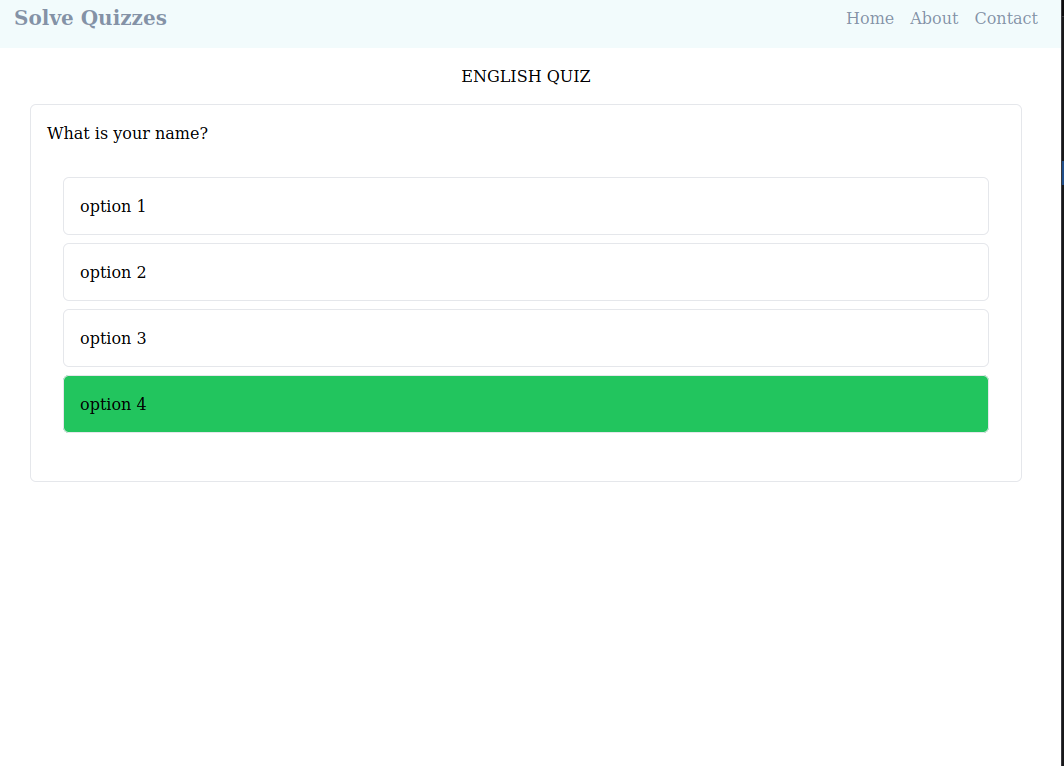 Solve Quizzes
Home About Contact
ENGLISH QUIZ
What is your name?
option 1
option 2
option 3
option 4